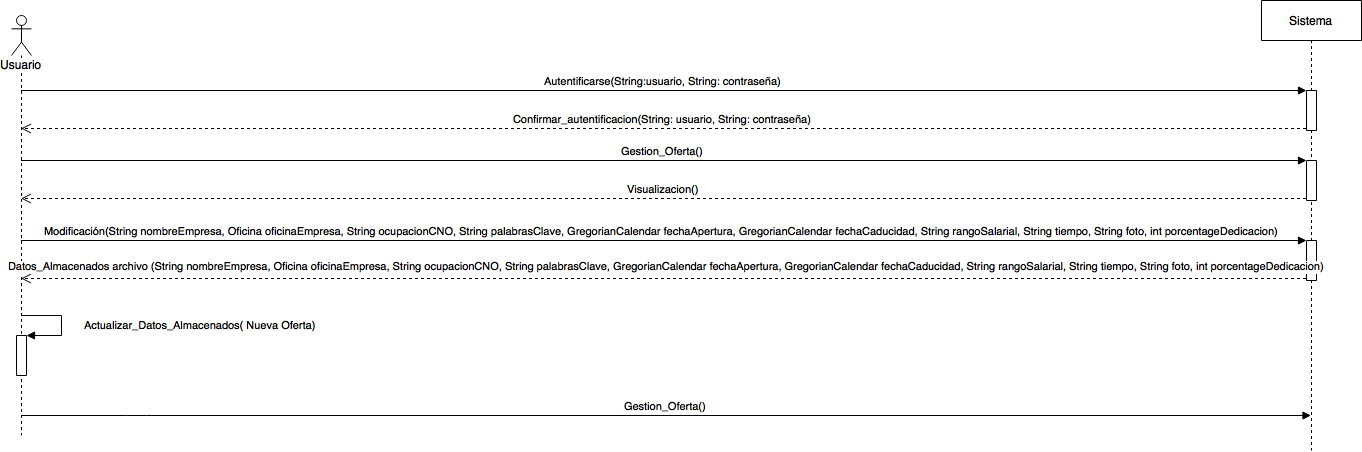 Sistema
Usuario
Autentificarse(String:usuario, String: contraseña)
Confirmar_autentificacion(String: usuario, String: contraseña)
Gestion_Oferta()
Visualizacion()
Modificación(String nombreEmpresa, Oficina oficinaEmpresa, String ocupacionCNO, String palabrasClave, GregorianCalendar fechaApertura, GregorianCalendar fechaCaducidad, String rangoSalarial, String tiempo, String foto, int porcentageDedicacion)
Datos_Almacenados archivo (String nombreEmpresa, Oficina oficinaEmpresa, String ocupacionCNO, String palabrasClave, GregorianCalendar fechaApertura, GregorianCalendar fechaCaducidad, String rangoSalarial, String tiempo, String foto, int porcentageDedicacion)
Actualizar_Datos_Almacenados( Nueva Oferta)
Gestion_Oferta()